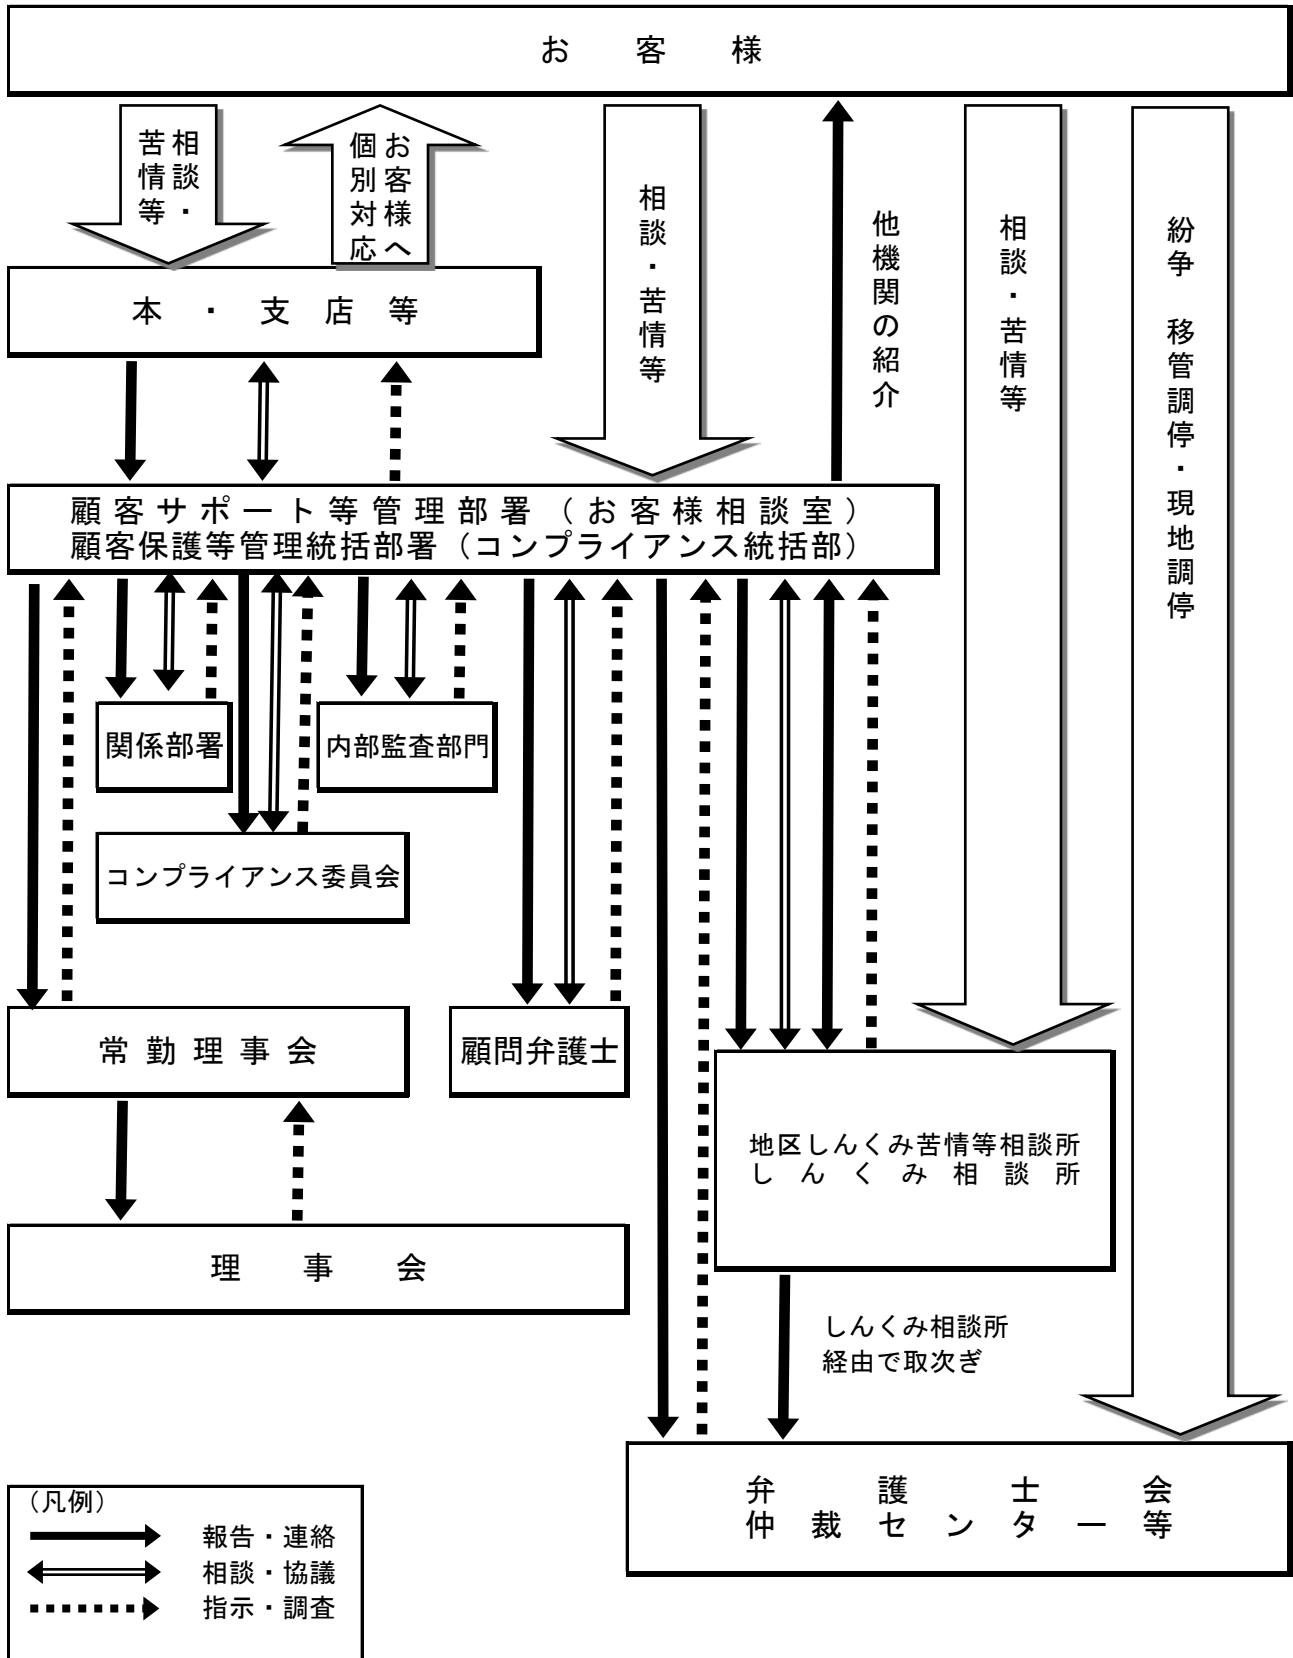 お客様
相談・
苦情等
お客様へ
個別対応
相談・苦情等
他機関の紹介
相談・苦情等
紛争 移管調停・現地調停
本・支店等
顧客サポート等管理部署（お客様相談室）
顧客保護等管理統括部署（コンプライアンス統括部）
関係部署
内部監査部門
コンプライアンス委員会
常勤理事会
顧問弁護士
地区しんくみ苦情等相談所
しんくみ相談所
理事会
しんくみ相談所
経由で取次ぎ
弁護士会
仲裁センター等
（凡例）
報告・連絡
相談・協議
指示・調査